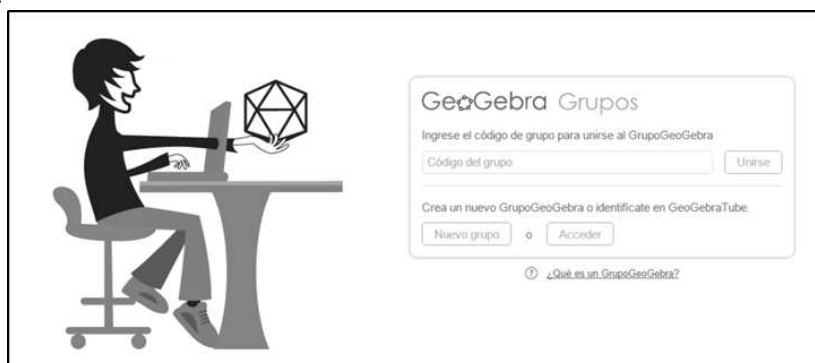 GeoGebra Grupos
Ingrese el código de grupo para unirse al GrupoGeoGebra
Código del grupo Unirse
Crea un nuevo GrupoGeoGebra o identificate en GeoGebraTube.
Nuevo grupo o Acceder
? ¿Qué es un GrupoGeoGebra?